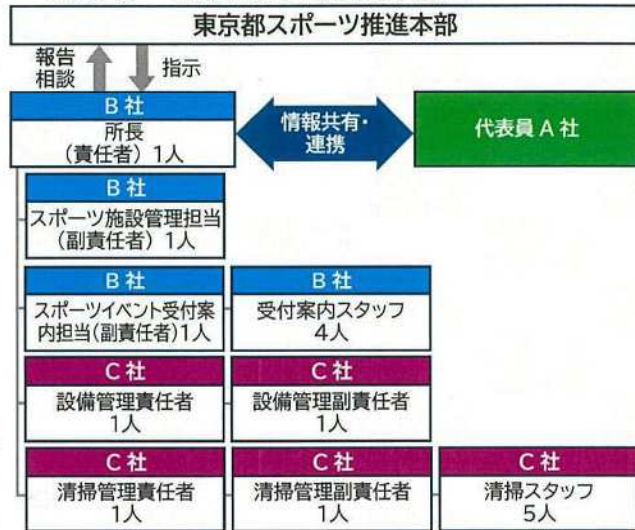 東京都スポーツ推進本部
報告
相談
指示
B社
所長
(責任者) 1人
情報共有・
連携
代表員A社
B社
スポーツ施設管理担当
(副責任者) 1人
B社
スポーツイベント受付案
内担当(副責任者)1人
B社
受付案内スタッフ
4人
C社
設備管理責任者
1人
C社
設備管理副責任者
1人
C社
清掃管理責任者
1人
C社
清掃管理副責任者
1人
C社
清掃スタッフ
5人